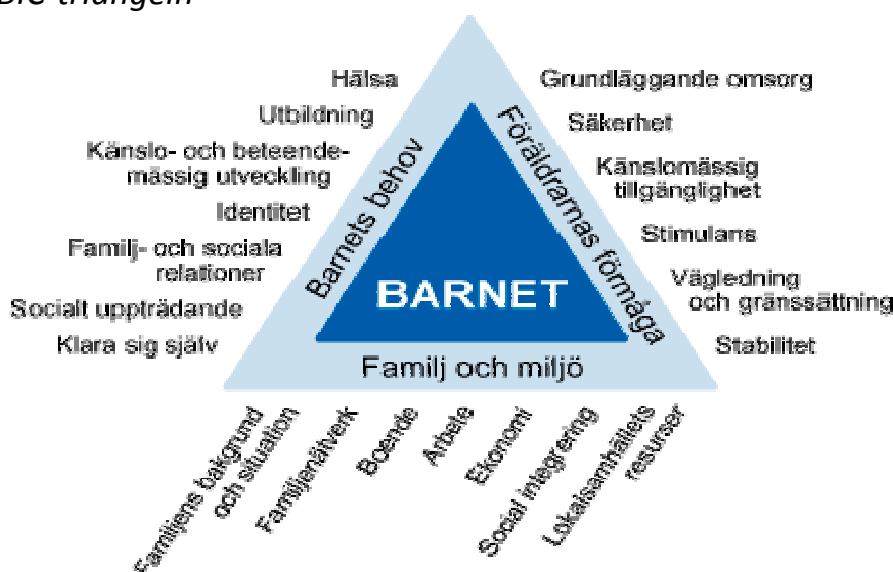 BIC-triangeln
Hälsa
Utbildning
Känslo- och beteende-
mässig utveckling
Identitet
Familj- och sociala
relationer
Socialt uppträdande
Klara sig själv
Barnets behov
BARNET
Föräldrarnas förmåga
Grundläggande omsorg
Säkerhet
Känslomässig
tillgänglighet
Stimulans
Vägledning
och gränssättning
Stabilitet
Familj och miljö
Familjens bakgrund
och situation
Familjenätverk
Boende
Arbete
Ekonomi
Social integrering
Lokalsamhällets
resurser